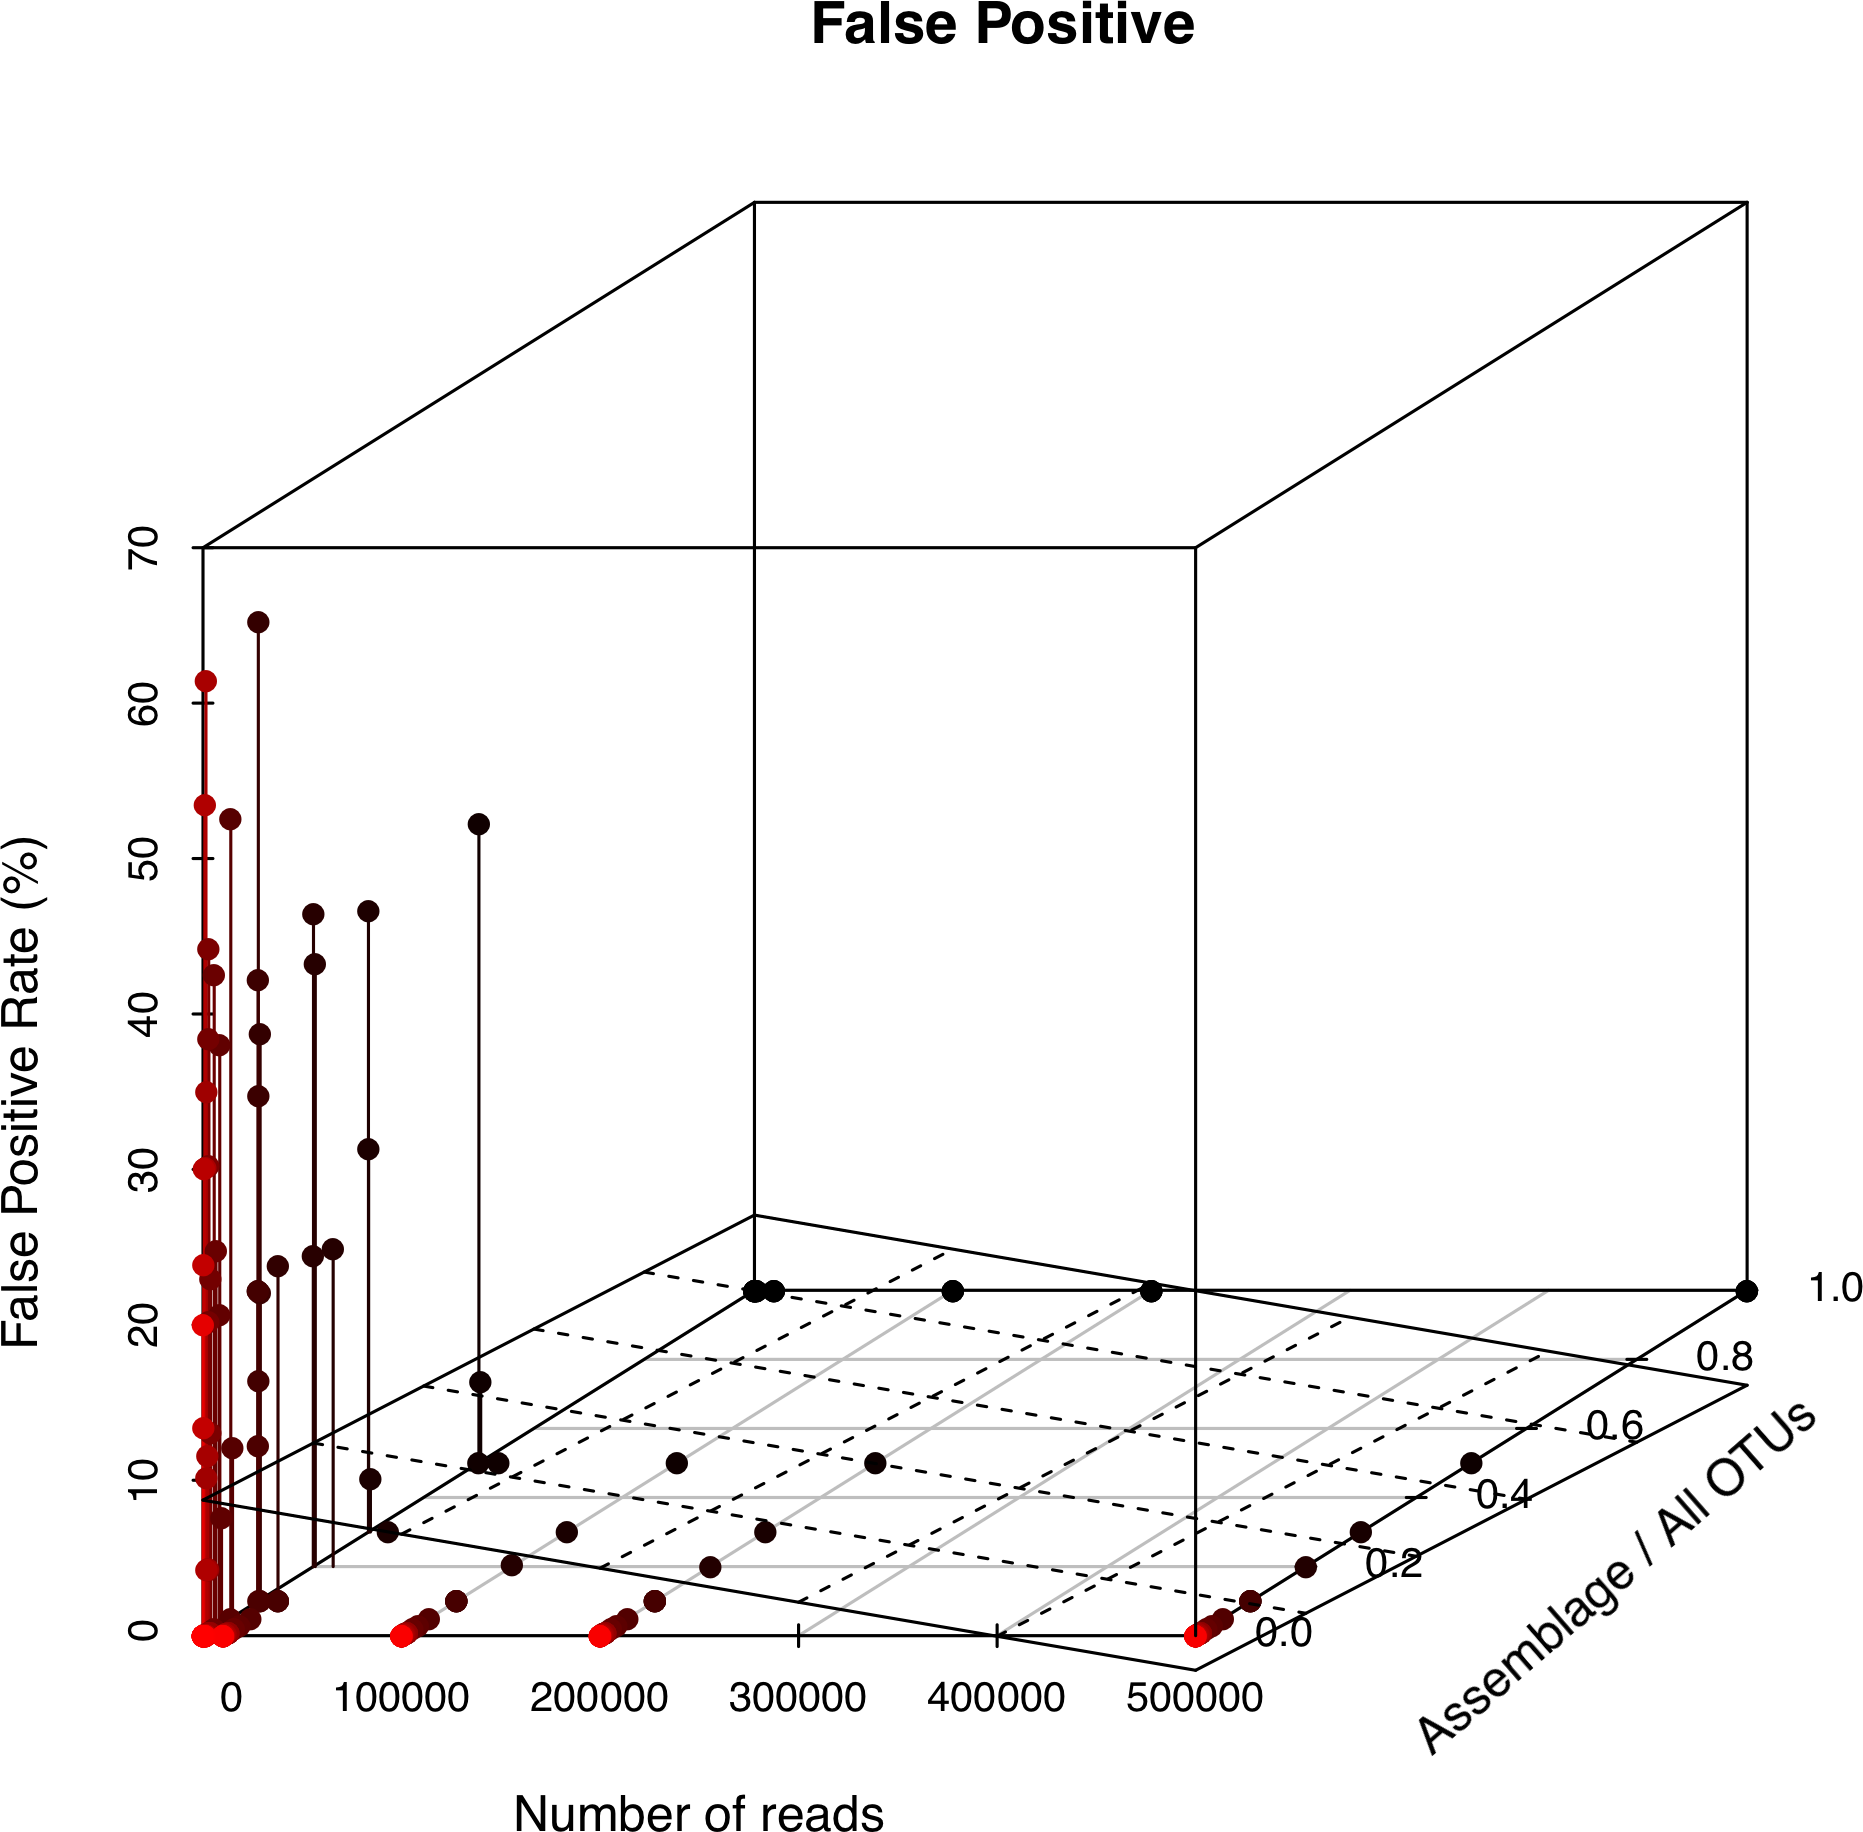 False Positive
False Positive Rate (%)
70
60
50
40
30
20
10
0
0 100000 200000 300000 400000 500000
Number of reads
1.0
0.8
0.6
0.4
0.2
0.0
Assemblage / All OTUs